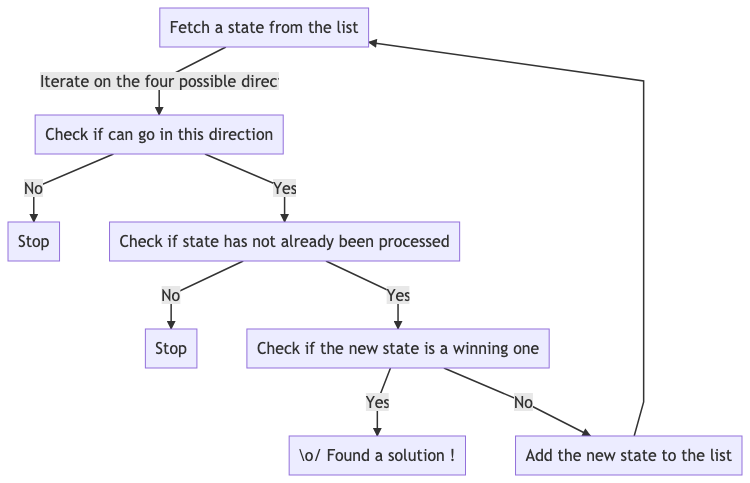 Fetch a state from the list
Iterate on the four possible direc
Check if can go in this direction
No
Yes
Stop
Check if state has not already been processed
No
Yes
Stop
Check if the new state is a winning one
Yes
No
\o/ Found a solution !
Add the new state to the list